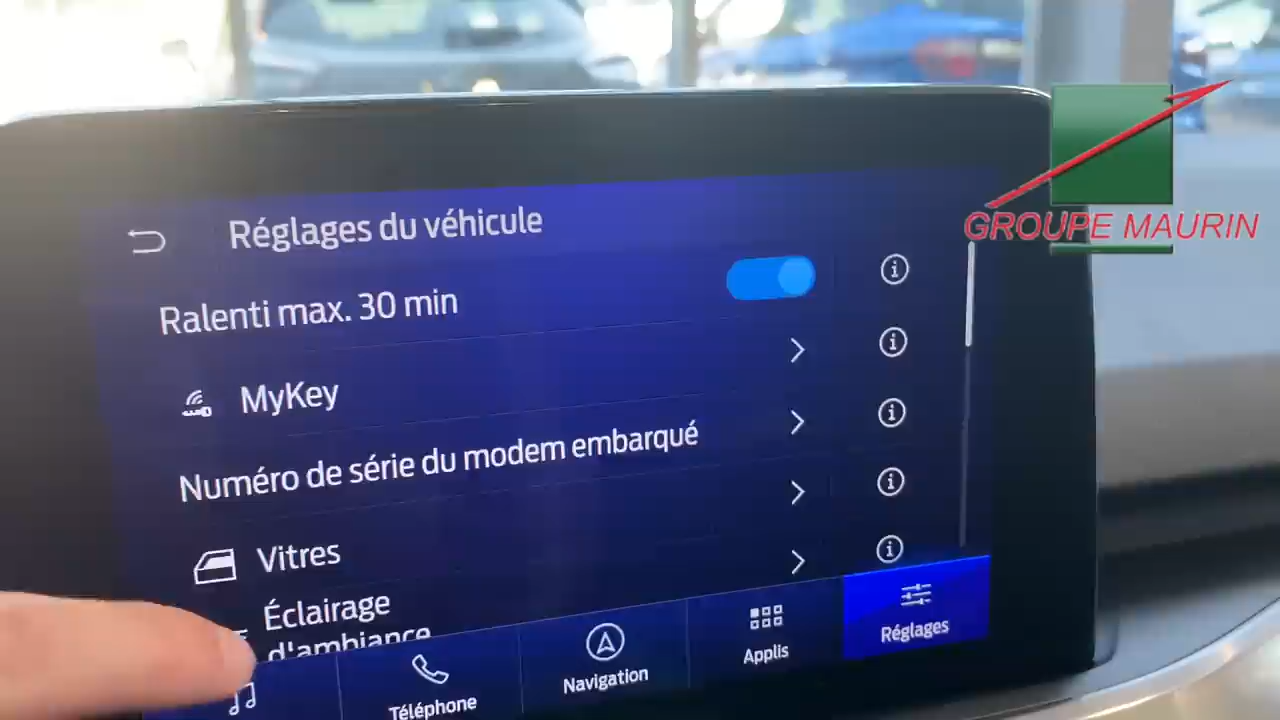 Réglages du véhicule
GROUPE MAURIN
Ralenti max. 30 min
MyKey
Numéro de série du modem embarqué
Vitres
Éclairage
d'ambiance
Téléphone
Navigation
Applis
Réglages